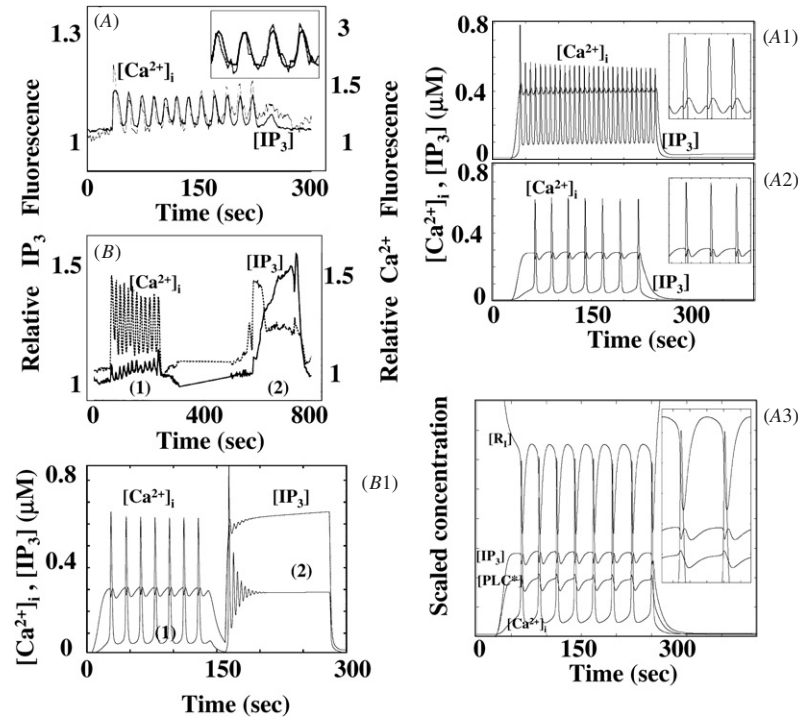 (A)
1.3
1
[Ca²⁺]ᵢ
[IP₃]
3
1.5
1
0
150
300
Time (sec)
Relative IP₃ Fluorescence
Relative Ca²⁺ Fluorescence
(B)
1.5
1
[Ca²⁺]ᵢ
[IP₃]
(1)
(2)
1.5
1
0
400
800
Time (sec)
(B1)
0.8
0.4
0
[Ca²⁺]ᵢ , [IP₃] (µM)
[Ca²⁺]ᵢ
[IP₃]
(1)
(2)
0
150
300
Time (sec)
(A1)
0.8
0.4
0
[Ca²⁺]ᵢ
[IP₃]
[Ca²⁺]ᵢ , [IP₃] (µM)
(A2)
0.6
0.3
0
[Ca²⁺]ᵢ
[IP₃]
0
150
300
Time (sec)
(A3)
Scaled concentration
[R_I]
[IP₃]
[PLC*]
[Ca²⁺]ᵢ
0
150
300
Time (sec)